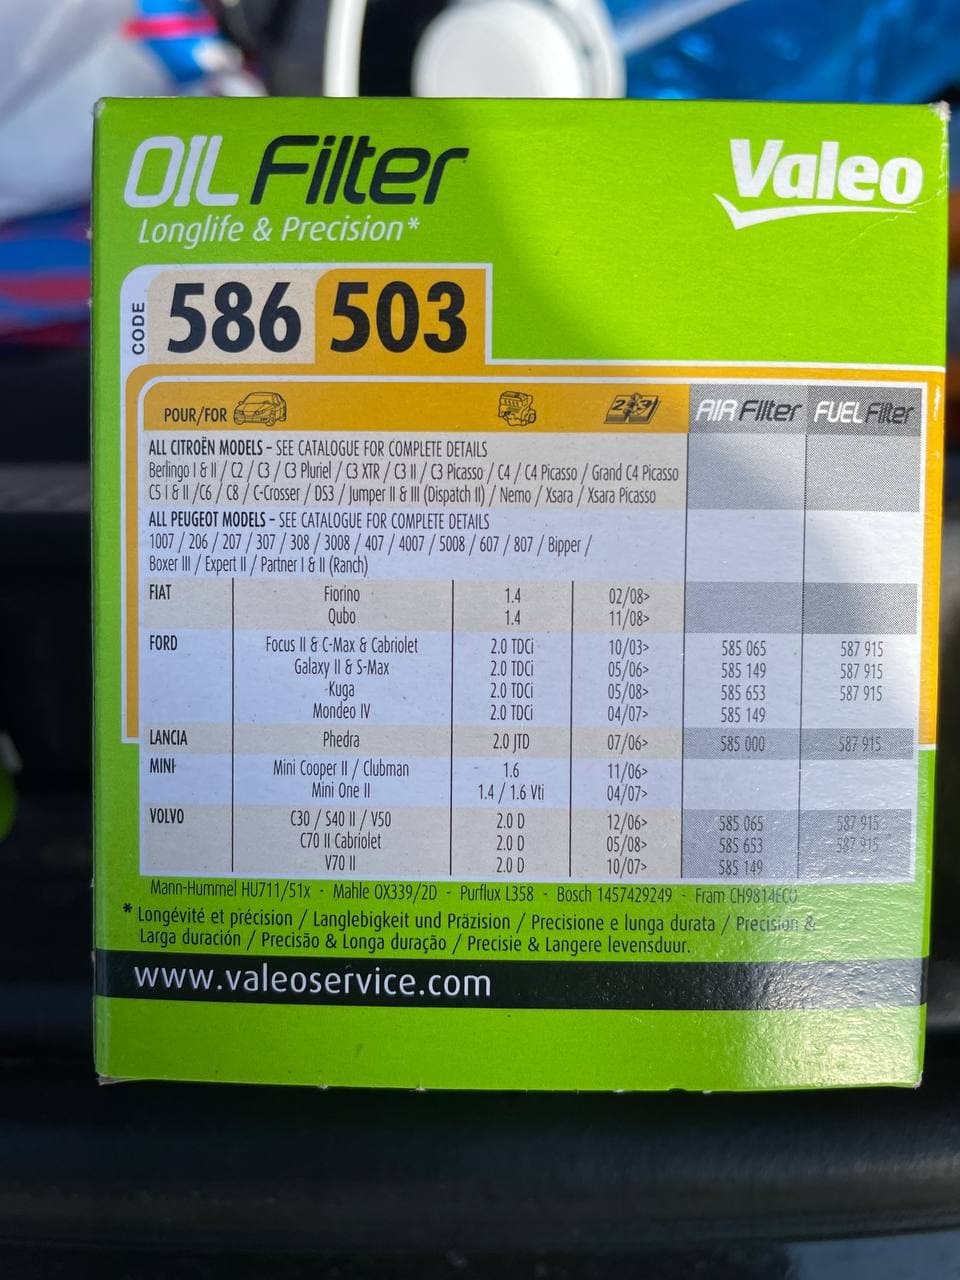 OIL Filter
Valeo
Longlife & Precision*
CODE 586 503
POUR/FOR AIR Filter FUEL Filter
ALL CITROËN MODELS - SEE CATALOGUE FOR COMPLETE DETAILS
Berlingo I & II / C2 / C3 / C3 Pluriel / C3 XTR / C3 II / C3 Picasso / C4 / C4 Picasso / Grand C4 Picasso
C5 I & II /C6 / C8 / C-Crosser / DS3 / Jumper II & III (Dispatch II) / Nemo / Xsara / Xsara Picasso
ALL PEUGEOT MODELS - SEE CATALOGUE FOR COMPLETE DETAILS
1007 / 206 / 207 / 307 / 308 / 3008 / 407 / 4007 / 5008 / 607 / 807 / Bipper /
Boxer III / Expert II / Partner I & II (Ranch)
FIAT Fiorino 1.4 02/08>
Qubo 1.4 11/08>
FORD Focus II & C-Max & Cabriolet 2.0 TDCi 10/03> 585 065 587 915
Galaxy II & S-Max 2.0 TDCi 05/06> 585 149 587 915
Kuga 2.0 TDCi 05/08> 585 653 587 915
Mondeo IV 2.0 TDCi 04/07> 585 149
LANCIA Phedra 2.0 JTD 07/06> 585 000 587 915
MINI Mini Cooper II / Clubman 1.6 11/06>
Mini One II 1.4 / 1.6 Vti 04/07>
VOLVO C30 / S40 II / V50 2.0 D 12/06> 585 065 587 915
C70 II Cabriolet 2.0 D 05/08> 585 653 587 915
V70 II 2.0 D 10/07> 585 149
Mann-Hummel HU711/51x - Mahle OX339/2D - Purflux L358 - Bosch 1457429249 - Fram CH9814ECO
* Longévité et précision / Langlebigkeit und Präzision / Precisione e lunga durata / Precisión &
Larga duración / Precisão & Longa duração / Precisie & Langere levensduur.
www.valeoservice.com